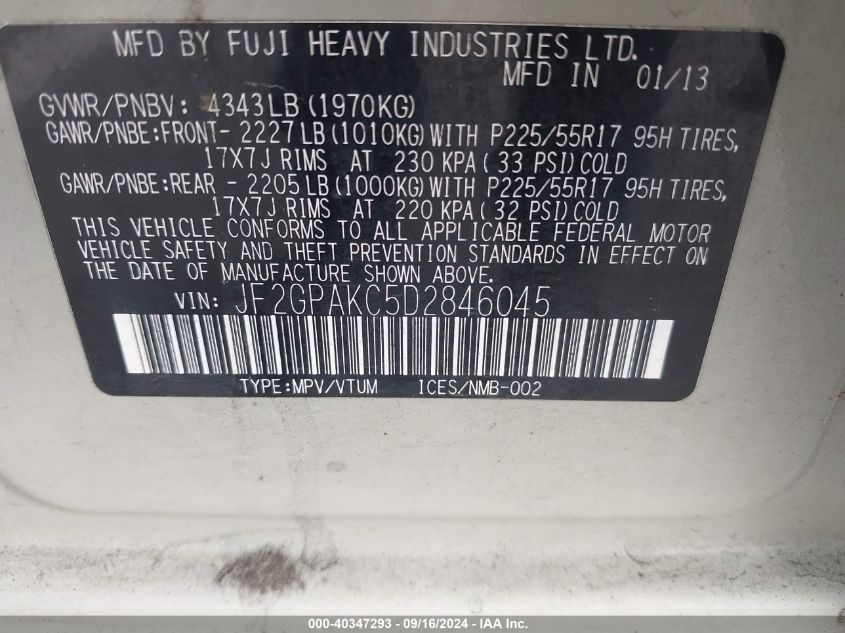 MFD BY FUJI HEAVY INDUSTRIES LTD.
MFD IN 01/13
GVWR/PNBV: 4343LB(1970KG)
GAWR/PNBE:FRONT- 2227LB(1010KG)WITH P225/55R17 95H TIRES,
17X7J RIMS AT 230 KPA(33 PSI)COLD
GAWR/PNBE:REAR - 2205LB(1000KG)WITH P225/55R17 95H TIRES,
17X7J RIMS AT 220 KPA(32 PSI)COLD
THIS VEHICLE CONFORMS TO ALL APPLICABLE FEDERAL MOTOR
VEHICLE SAFETY AND THEFT PREVENTION STANDARDS IN EFFECT ON
THE DATE OF MANUFACTURE SHOWN ABOVE.
VIN: JF2GPAKC5D2846045
TYPE:MPV/VTUM ICES/NMB-002
000-40347293 - 09/16/2024 - IAA Inc.